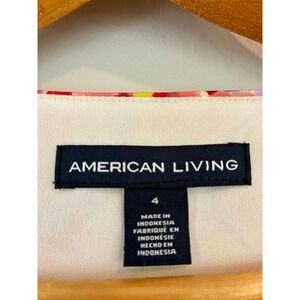 AMERICAN LIVING
4
MADE IN
INDONESIA
FABRIQUÉ EN
INDONÉSIE
HECHO EN
INDONESIA